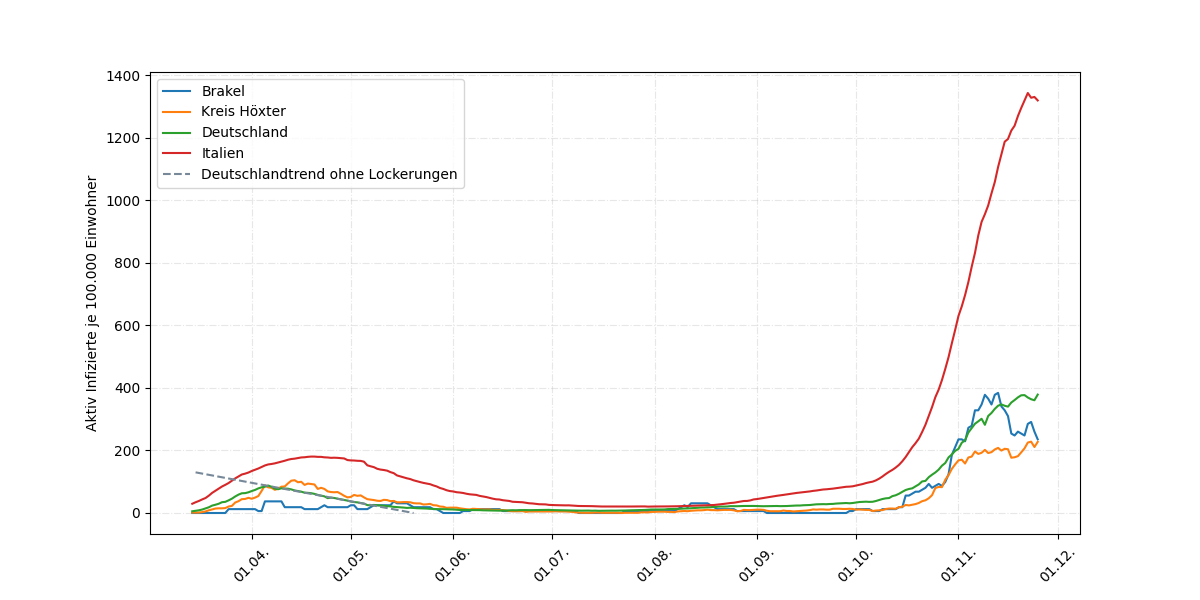 1400
1200
1000
800
600
400
200
0
Aktiv Infizierte je 100.000 Einwohner
Brakel
Kreis Höxter
Deutschland
Italien
Deutschlandtrend ohne Lockerungen
01.04.
01.05.
01.06.
01.07.
01.08.
01.09.
01.10.
01.11.
01.12.